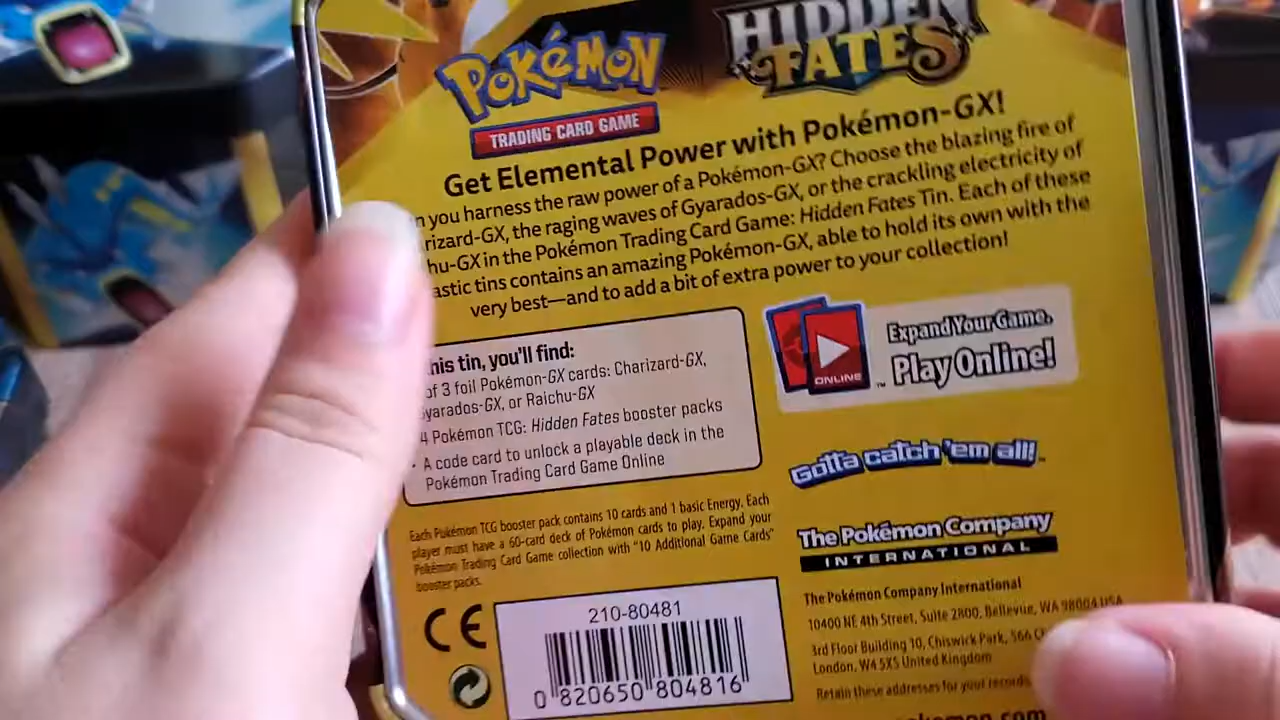 HIDDEN
FATES
Pokémon
TRADING CARD GAME
Get Elemental Power with Pokémon-GX!
you harness the raw power of a Pokémon-GX? Choose the blazing fire of
rizard-GX, the raging waves of Gyarados-GX, or the crackling electricity of
hu-GX in the Pokémon Trading Card Game: Hidden Fates Tin. Each of these
astic tins contains an amazing Pokémon-GX, able to hold its own with the
very best—and to add a bit of extra power to your collection!
his tin, you'll find:
of 3 foil Pokémon-GX cards: Charizard-GX,
Gyarados-GX, or Raichu-GX
4 Pokémon TCG: Hidden Fates booster packs
• A code card to unlock a playable deck in the
Pokémon Trading Card Game Online
ONLINE
™
Expand Your Game.
Play Online!
Gotta catch 'em all!™
Each Pokémon TCG booster pack contains 10 cards and 1 basic Energy. Each
player must have a 60-card deck of Pokémon cards to play. Expand your
Pokémon Trading Card Game collection with "10 Additional Game Cards"
booster packs.
The Pokémon Company
INTERNATIONAL
CE
210-80481
0 820650 804816
The Pokémon Company International
10400 NE 4th Street, Suite 2800, Bellevue, WA 98004 USA
3rd Floor Building 10, Chiswick Park, 566 C
London, W4 5XS United Kingdom
Retain these addresses for your records.
okemon.com